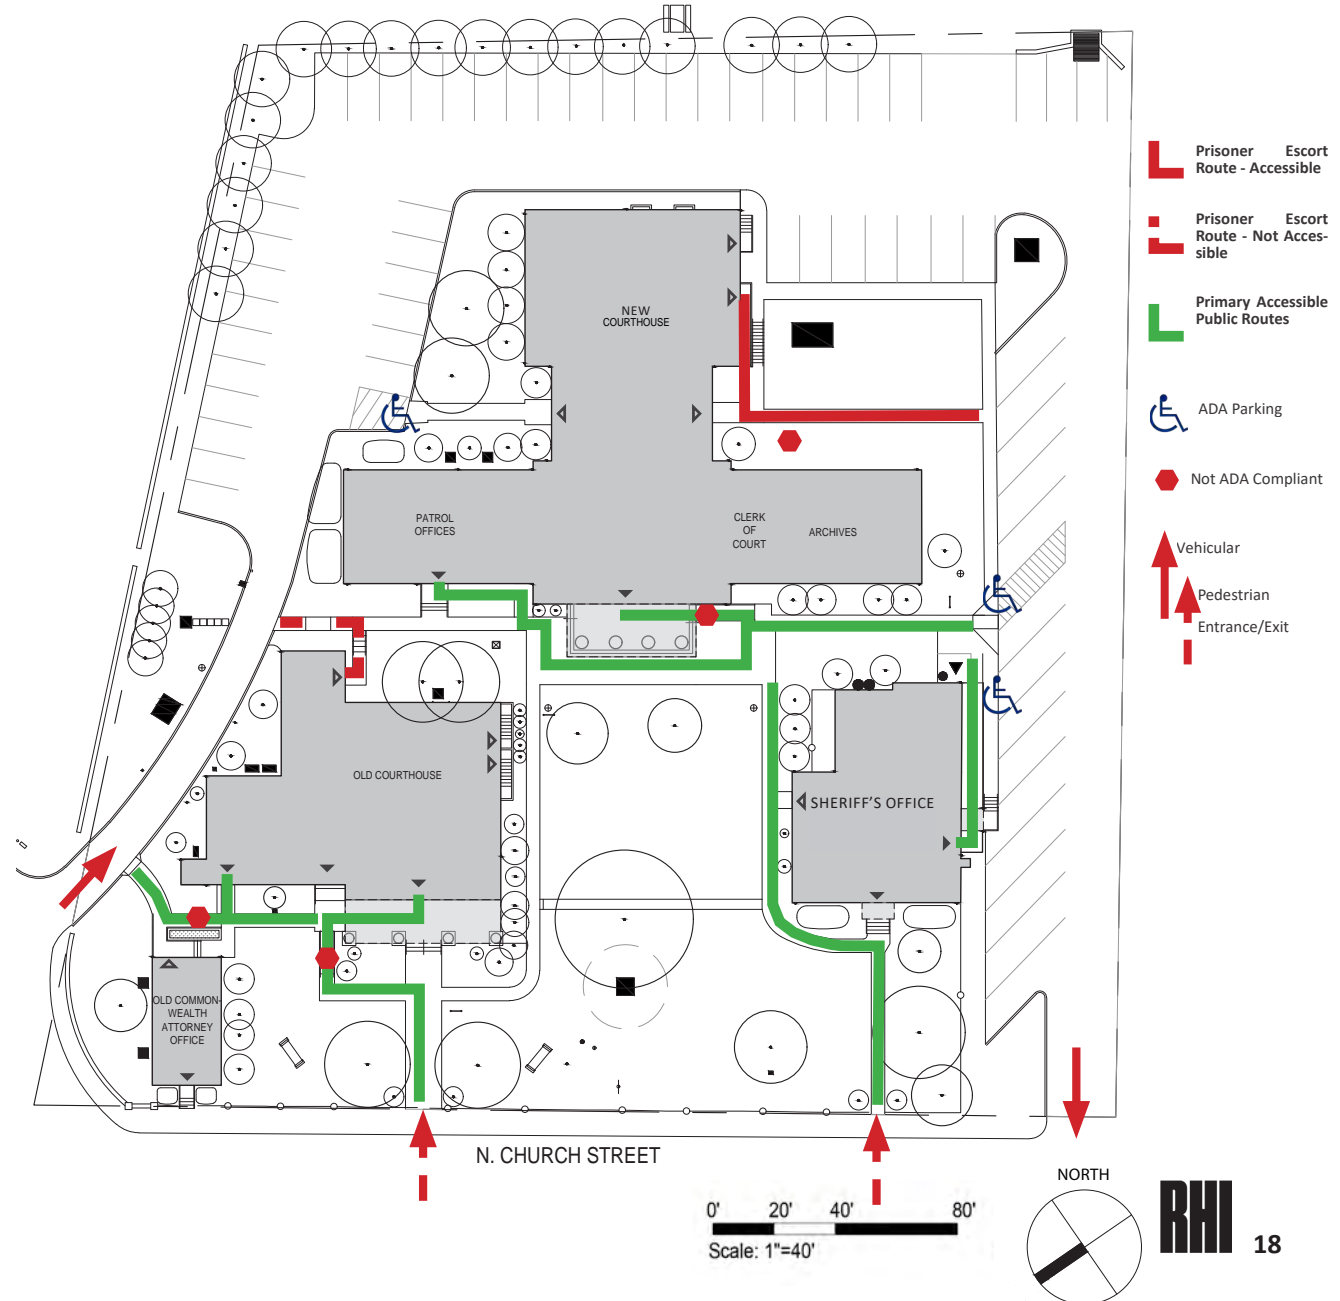 Prisoner Escort
Route - Accessible
Prisoner Escort
Route - Not Acces-
sible
Primary Accessible
Public Routes
ADA Parking
Not ADA Compliant
Vehicular
Pedestrian
Entrance/Exit
NEW
COURTHOUSE
PATROL
OFFICES
CLERK
OF
COURT
ARCHIVES
OLD COURTHOUSE
SHERIFF'S OFFICE
OLD COMMON-
WEALTH
ATTORNEY
OFFICE
N. CHURCH STREET
NORTH
0' 20' 40' 80'
Scale: 1"=40'
RHI 18